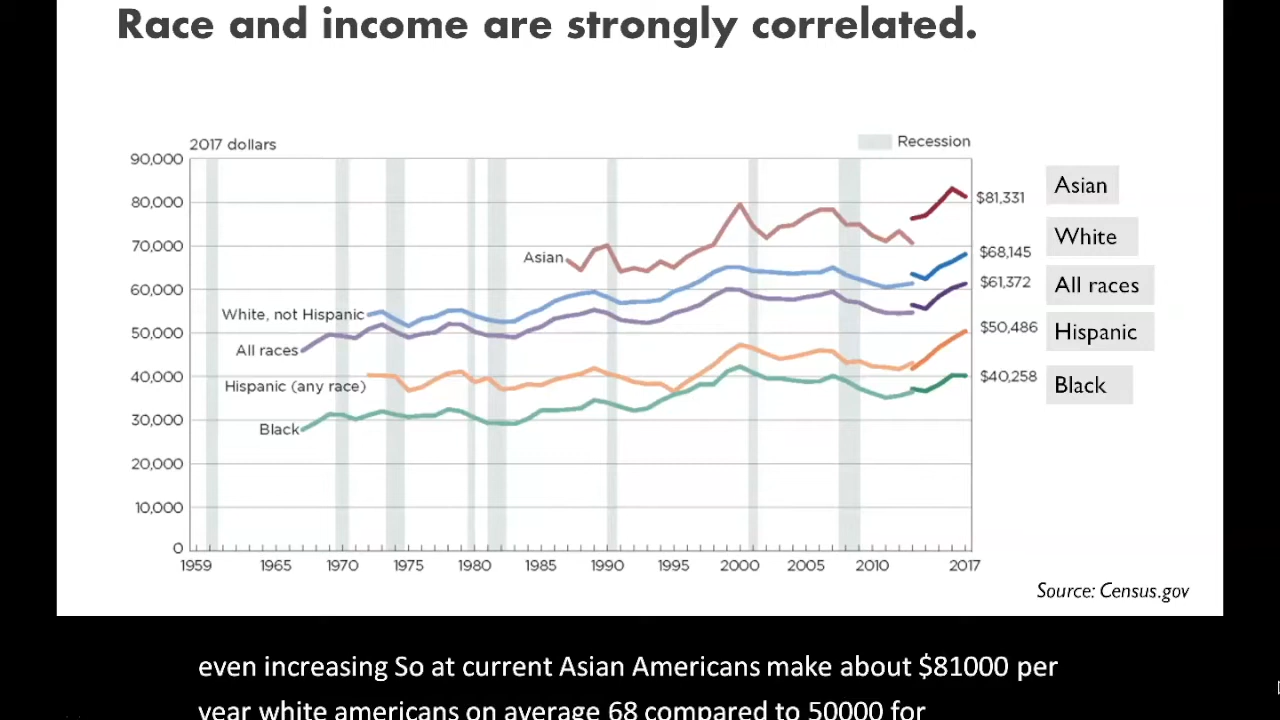 Race and income are strongly correlated.
2017 dollars
Recession
90,000
80,000
70,000
60,000
50,000
40,000
30,000
20,000
10,000
0
Asian
White, not Hispanic
All races
Hispanic (any race)
Black
$81,331
$68,145
$61,372
$50,486
$40,258
Asian
White
All races
Hispanic
Black
1959 1965 1970 1975 1980 1985 1990 1995 2000 2005 2010 2017
Source: Census.gov
even increasing So at current Asian Americans make about $81000 per
year white americans on average 68 compared to 50000 for